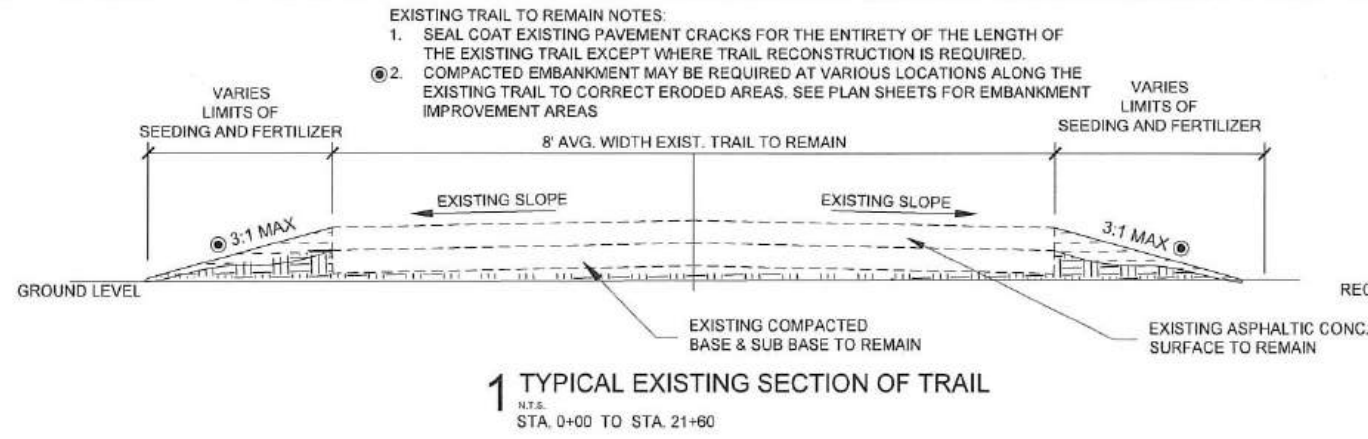 EXISTING TRAIL TO REMAIN NOTES:
1. SEAL COAT EXISTING PAVEMENT CRACKS FOR THE ENTIRETY OF THE LENGTH OF
THE EXISTING TRAIL EXCEPT WHERE TRAIL RECONSTRUCTION IS REQUIRED.
2. COMPACTED EMBANKMENT MAY BE REQUIRED AT VARIOUS LOCATIONS ALONG THE
EXISTING TRAIL TO CORRECT ERODED AREAS. SEE PLAN SHEETS FOR EMBANKMENT
IMPROVEMENT AREAS
VARIES
LIMITS OF
SEEDING AND FERTILIZER
8' AVG. WIDTH EXIST. TRAIL TO REMAIN
VARIES
LIMITS OF
SEEDING AND FERTILIZER
EXISTING SLOPE
EXISTING SLOPE
3:1 MAX
3:1 MAX
GROUND LEVEL
REC
EXISTING COMPACTED
BASE & SUB BASE TO REMAIN
EXISTING ASPHALTIC CONC.
SURFACE TO REMAIN
1 TYPICAL EXISTING SECTION OF TRAIL
N.T.S.
STA. 0+00 TO STA. 21+60